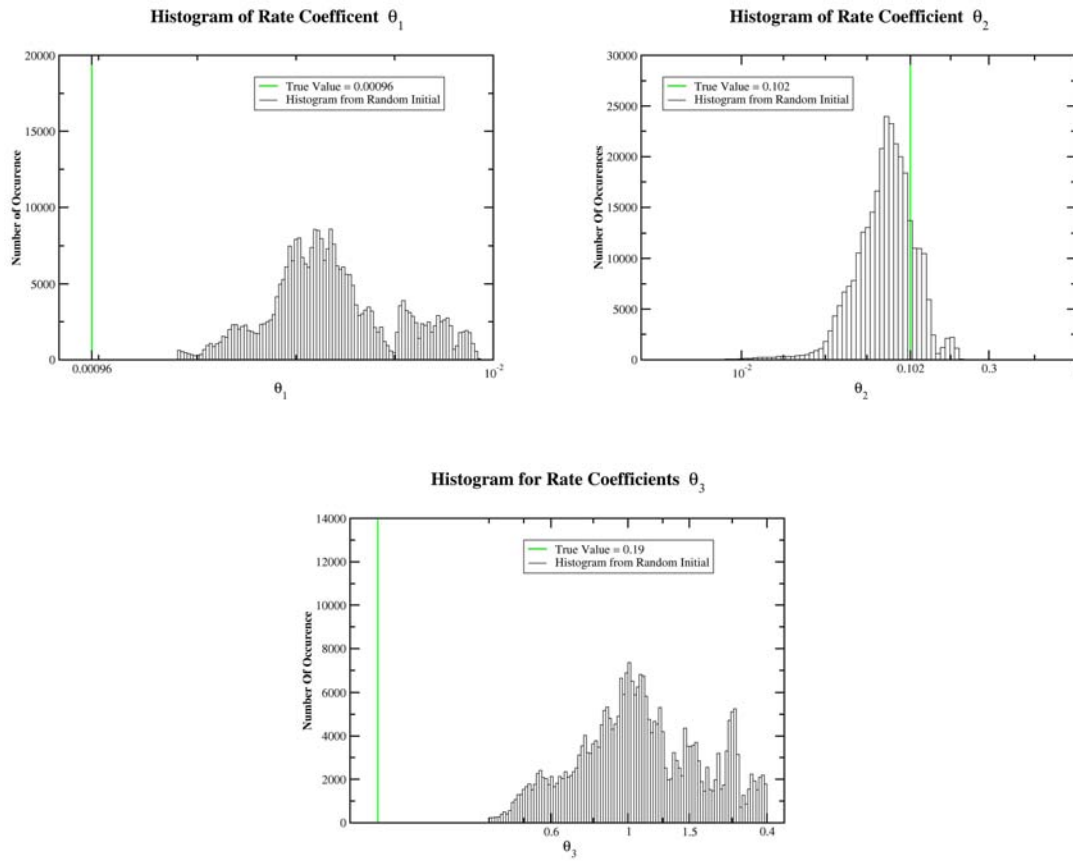 Histogram of Rate Coefficent θ1
20000
15000
10000
5000
0
Number of Occurence
True Value = 0.00096
Histogram from Random Initial
0.00096
10-2
θ1
Histogram of Rate Coefficient θ2
30000
25000
20000
15000
10000
5000
0
Number Of Occurences
True Value = 0.102
Histogram from Random Initial
10-2
0.102
0.3
θ2
Histogram for Rate Coefficients θ3
14000
12000
10000
8000
6000
4000
2000
0
Number Of Occurence
True Value = 0.19
Histogram from Random Initial
0.6
1
1.5
0.4
θ3